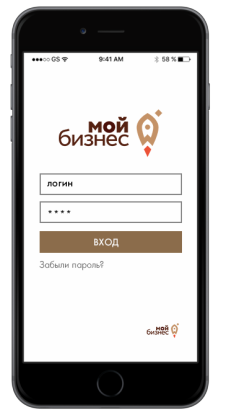 ●●●○○ GS 9:41 AM 58 %
мой
бизнес
ЛОГИН
****
ВХОД
Забыли пароль?
мой
бизнес